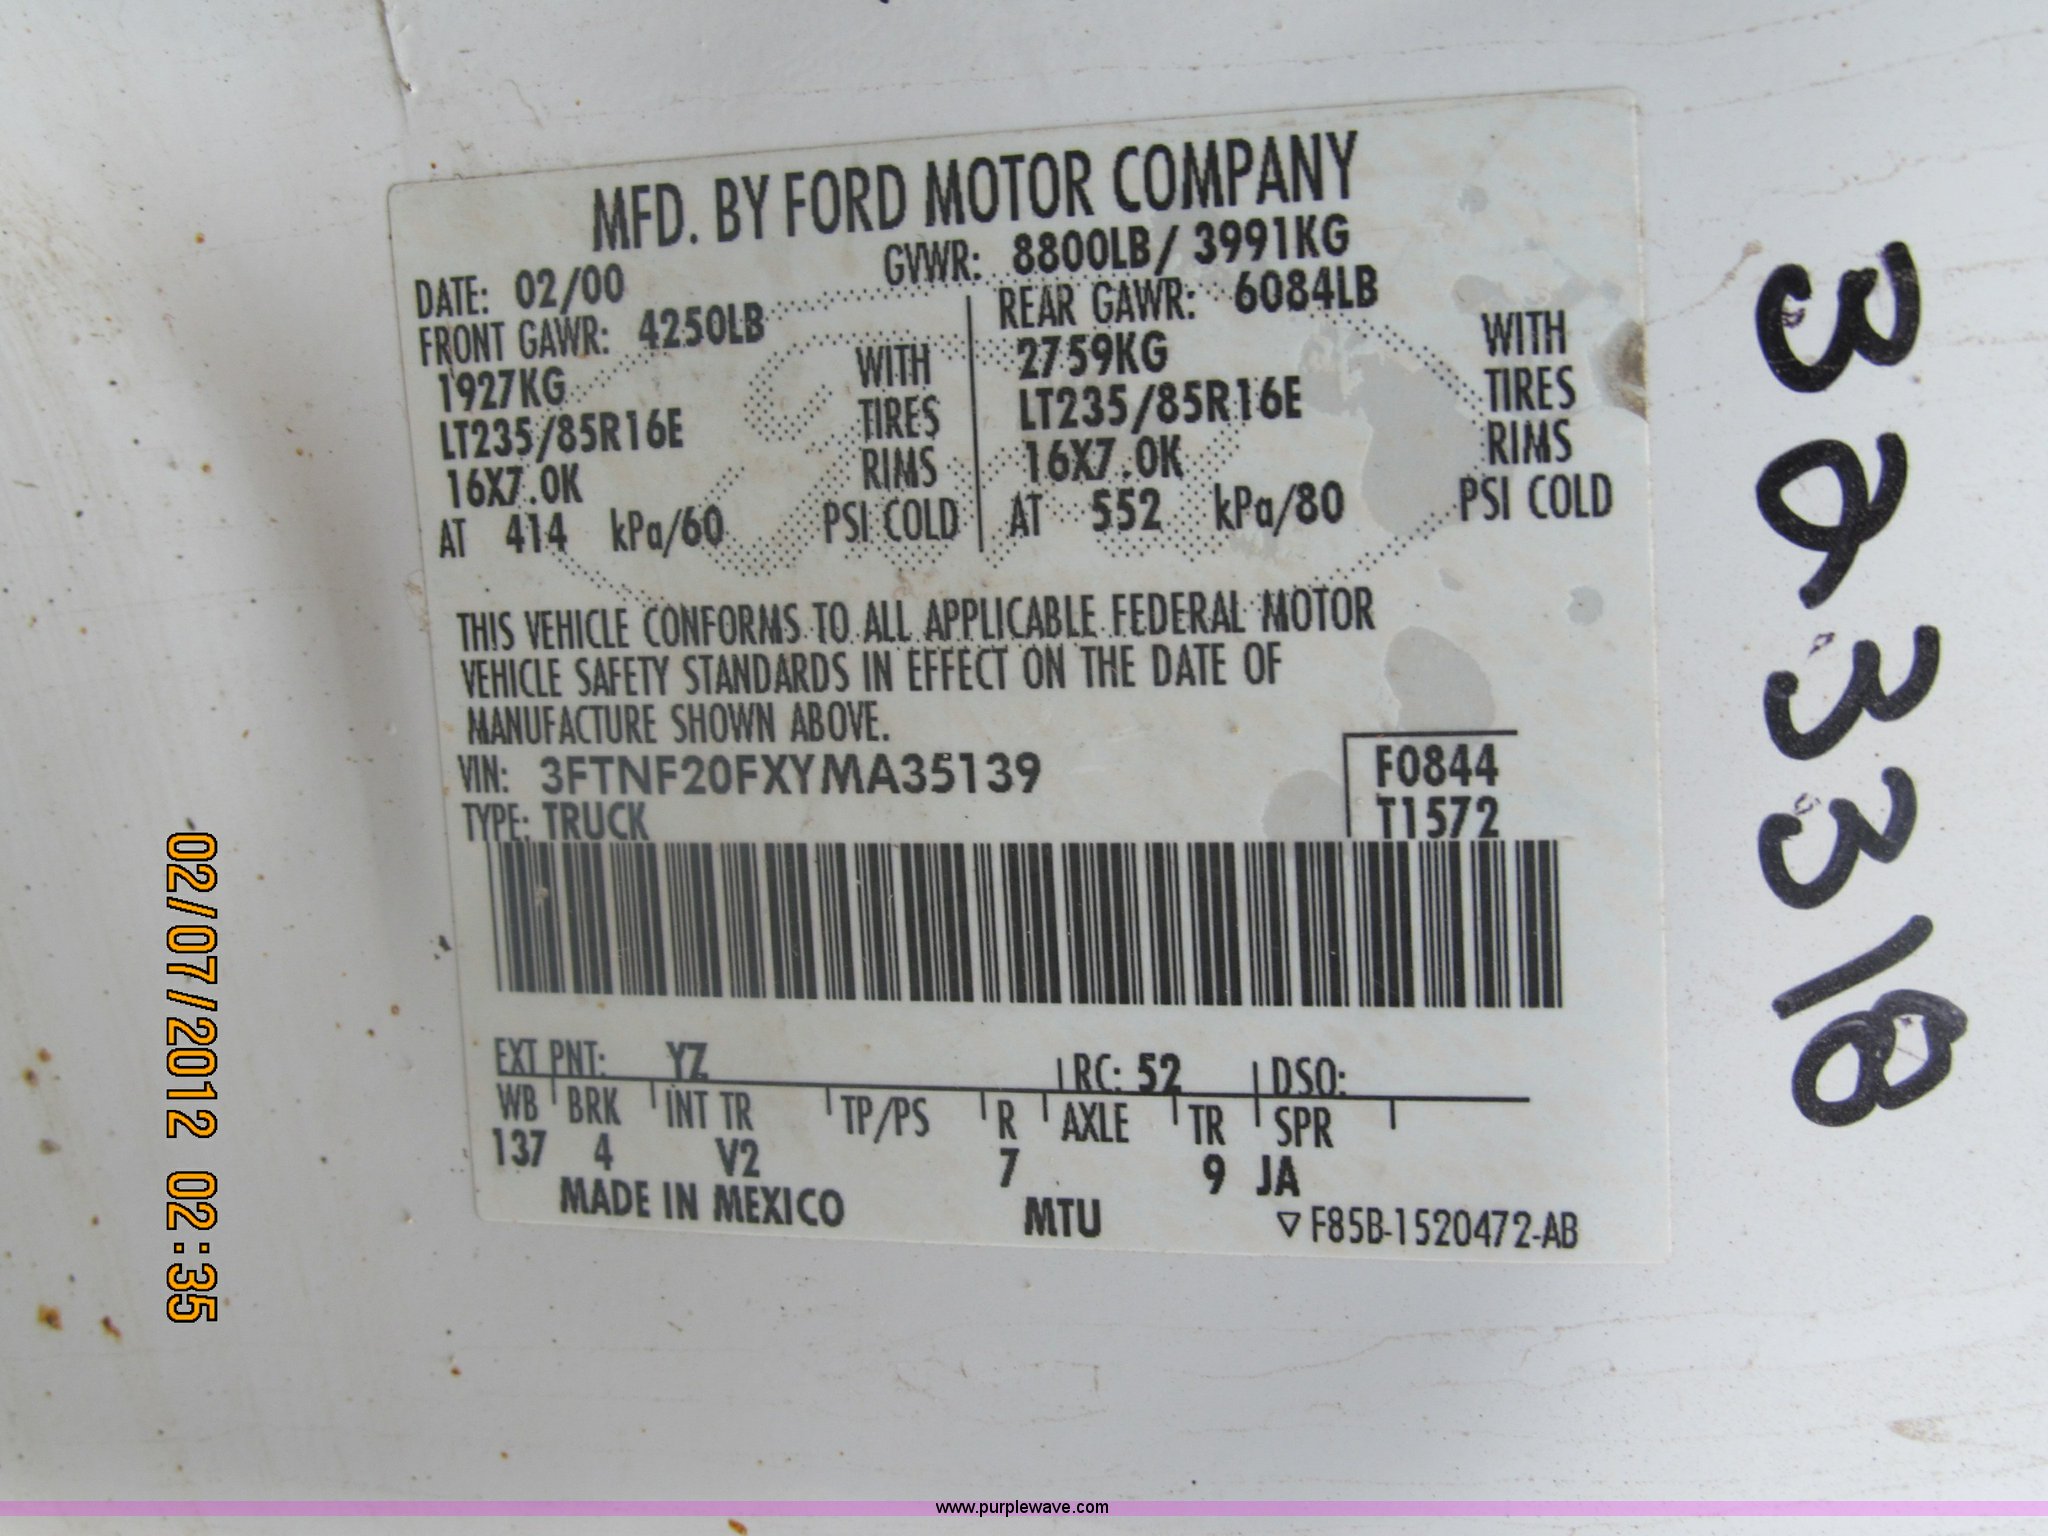 MFD. BY FORD MOTOR COMPANY
DATE: 02/00 GVWR: 8800LB/ 3991KG
FRONT GAWR: 4250LB REAR GAWR: 6084LB
1927KG WITH 2759KG WITH
LT235/85R16E TIRES LT235/85R16E TIRES
16X7.0K RIMS 16X7.0K RIMS
AT 414 kPa/60 PSI COLD AT 552 kPa/80 PSI COLD
THIS VEHICLE CONFORMS TO ALL APPLICABLE FEDERAL MOTOR
VEHICLE SAFETY STANDARDS IN EFFECT ON THE DATE OF
MANUFACTURE SHOWN ABOVE.
VIN: 3FTNF20FXYMA35139 F0844
TYPE: TRUCK T1572
EXT PNT: YZ RC: 52 DSO:
WB BRK INT TR TP/PS R AXLE TR SPR
137 4 V2 7 9 JA
MADE IN MEXICO MTU ▽ F85B-1520472-AB
323318
02/07/2012 02:35
www.purplewave.com